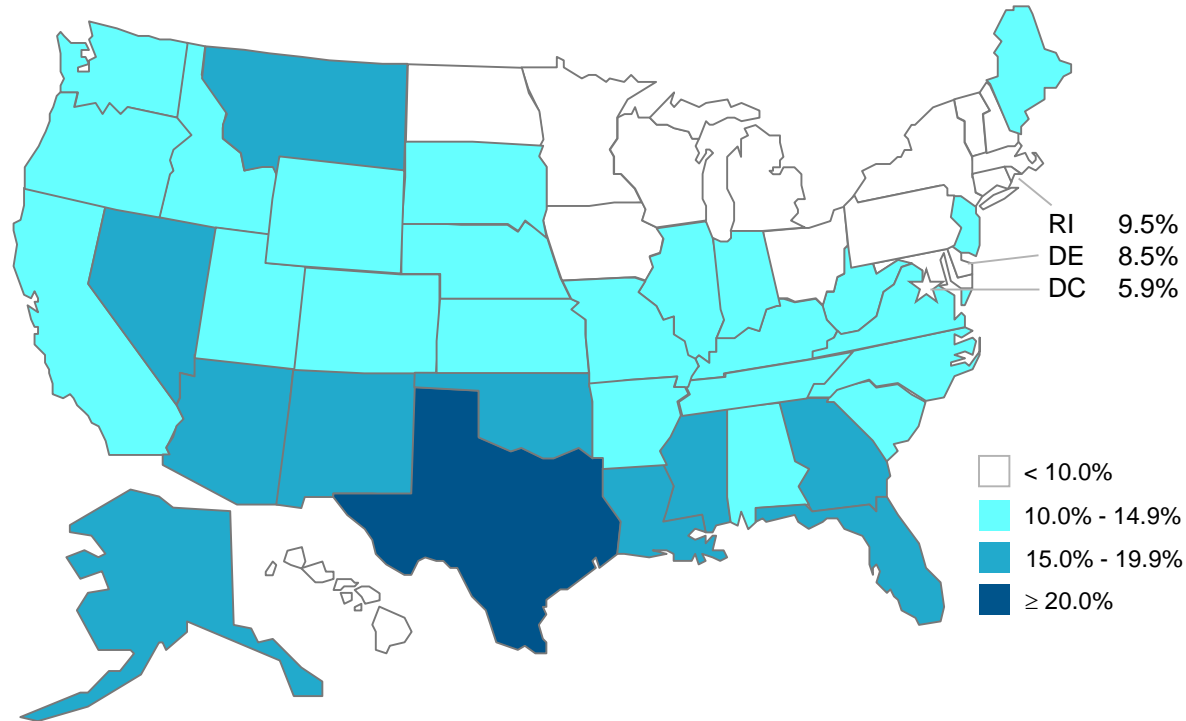 RI 9.5%
DE 8.5%
DC 5.9%
< 10.0%
10.0% - 14.9%
15.0% - 19.9%
≥ 20.0%